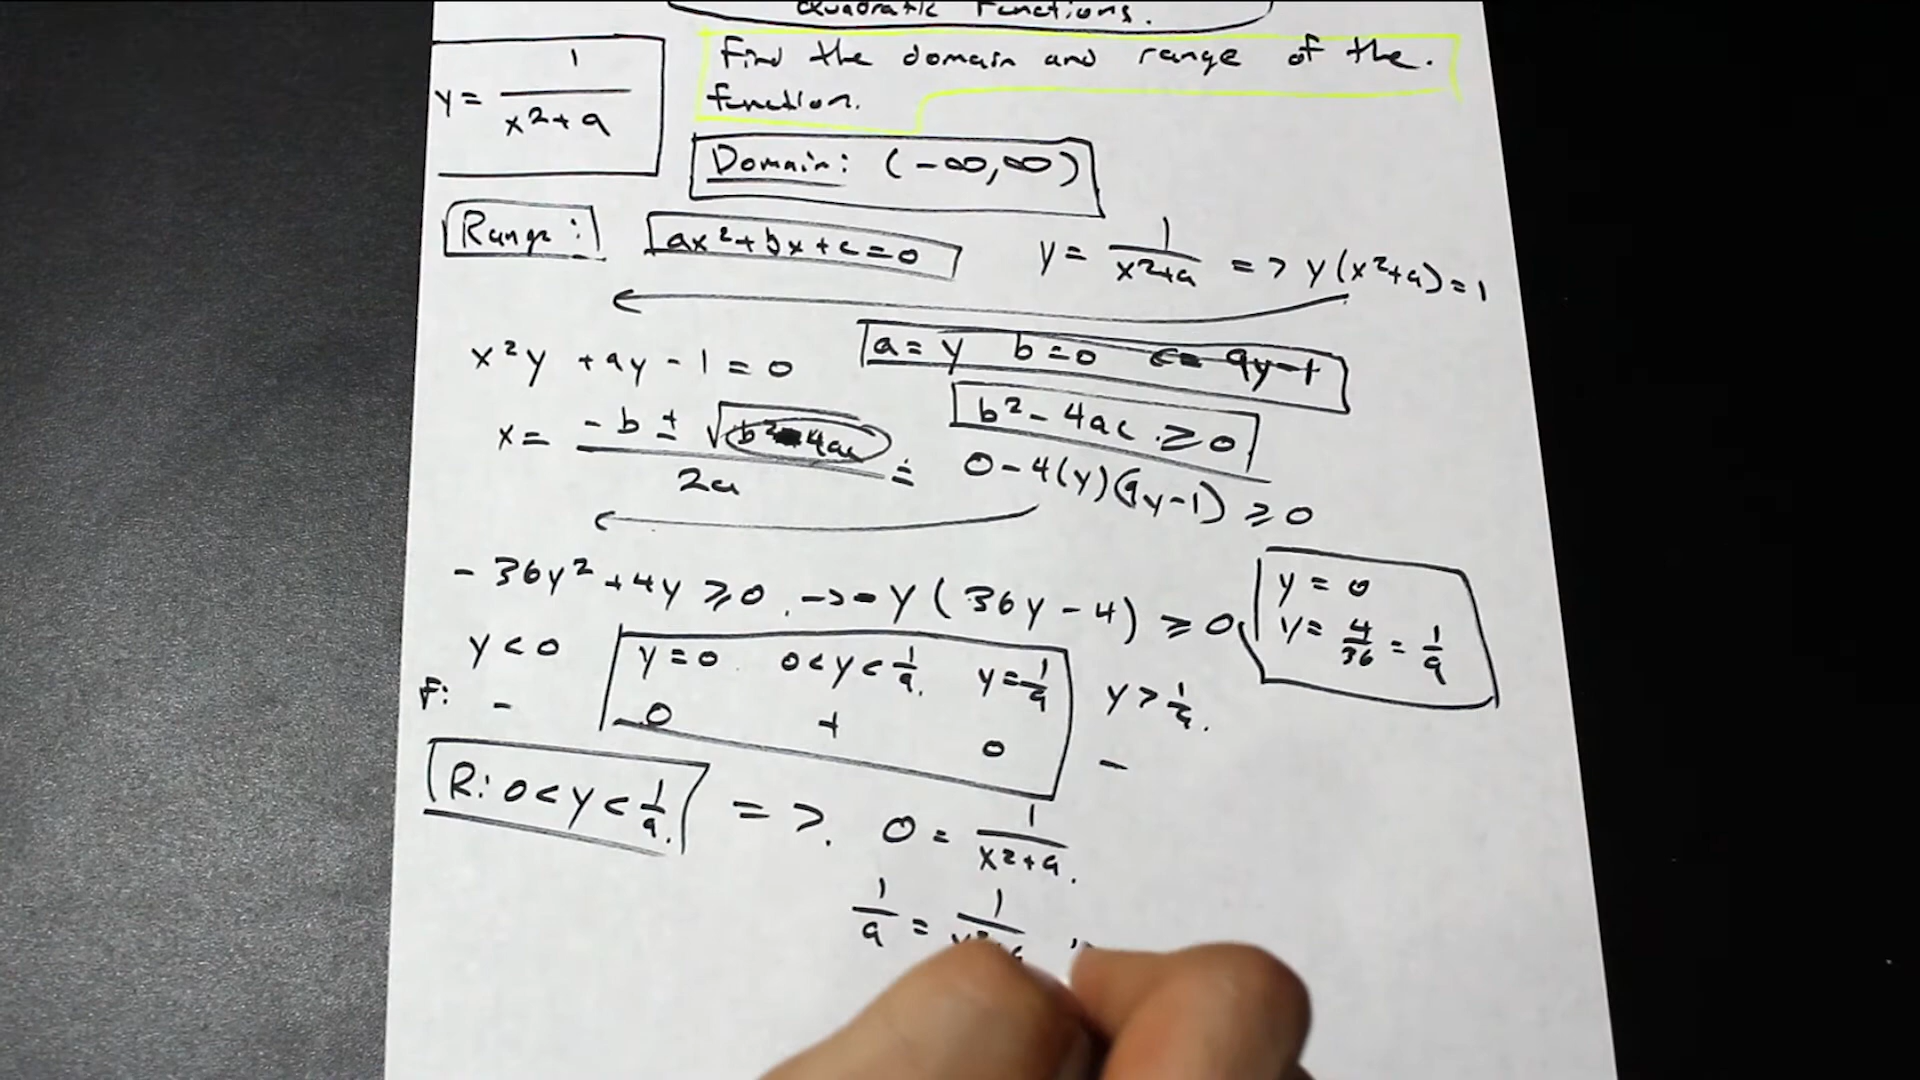 Quadratic Functions.
y = 1/(x²+9)
Find the domain and range of the.
function.
Domain: (-∞,∞)
Range: ax²+bx+c=0 y = 1/(x²+9) => y(x²+9)=1
x²y + 9y - 1 = 0 a = y b = 0 c = 9y-1
x = (-b ± √(b²-4ac))/2a = b² - 4ac ≥ 0
0 - 4(y)(9y-1) ≥ 0
-36y² + 4y ≥ 0. -> -y(36y-4) ≥ 0
y = 0
y = 4/36 = 1/9
y<0 y=0 0<y<1/9 y=1/9 y>1/9.
F: - 0 + 0 -
R: 0<y<1/9. =>. 0 = 1/(x²+9).
1/9 = 1/(x²+9)